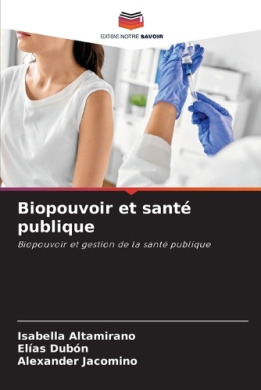 EDITIONS NOTRE SAVOIR
Biopouvoir et santé
publique
Biopouvoir et gestion de la santé publique
Isabella Altamirano
Elías Dubón
Alexander Jacomino